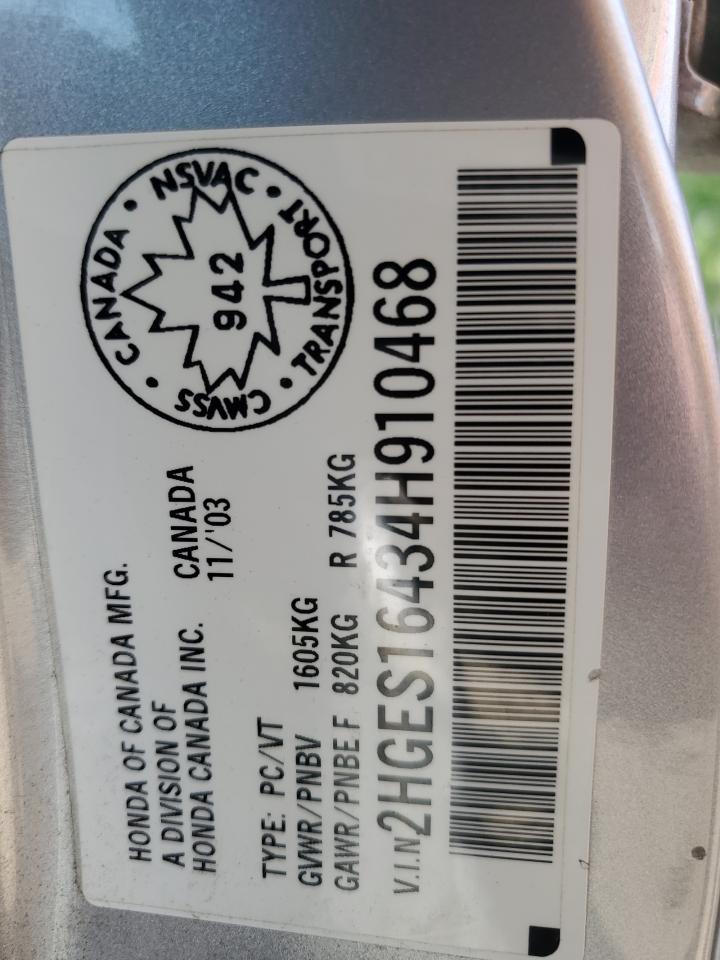 HONDA OF CANADA MFG.
A DIVISION OF
HONDA CANADA INC.
CANADA
11/'03
CANADA • NSVAC • TRANSPORT • CMVSS •
942
TYPE: PC/VT
GVWR/PNBV 1605KG
GAWR/PNBE F 820KG R 785KG
V.I.N 2HGES16434H910468